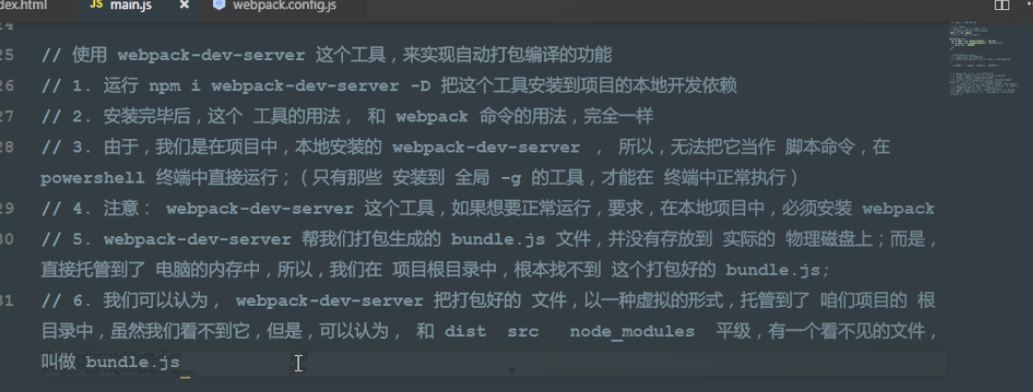 dex.html JS main.js × webpack.config.js
24
25 // 使用 webpack-dev-server 这个工具，来实现自动打包编译的功能
26 // 1. 运行 npm i webpack-dev-server -D 把这个工具安装到项目的本地开发依赖
27 // 2. 安装完毕后，这个 工具的用法， 和 webpack 命令的用法，完全一样
28 // 3. 由于，我们是在项目中，本地安装的 webpack-dev-server ， 所以，无法把它当作 脚本命令，在
powershell 终端中直接运行；（只有那些 安装到 全局 -g 的工具，才能在 终端中正常执行）
29 // 4. 注意： webpack-dev-server 这个工具，如果想要正常运行，要求，在本地项目中，必须安装 webpack
30 // 5. webpack-dev-server 帮我们打包生成的 bundle.js 文件，并没有存放到 实际的 物理磁盘上；而是，
直接托管到了 电脑的内存中，所以，我们在 项目根目录中，根本找不到 这个打包好的 bundle.js;
31 // 6. 我们可以认为， webpack-dev-server 把打包好的 文件，以一种虚拟的形式，托管到了 咱们项目的 根
目录中，虽然我们看不到它，但是，可以认为， 和 dist src node_modules 平级，有一个看不见的文件，
叫做 bundle.js